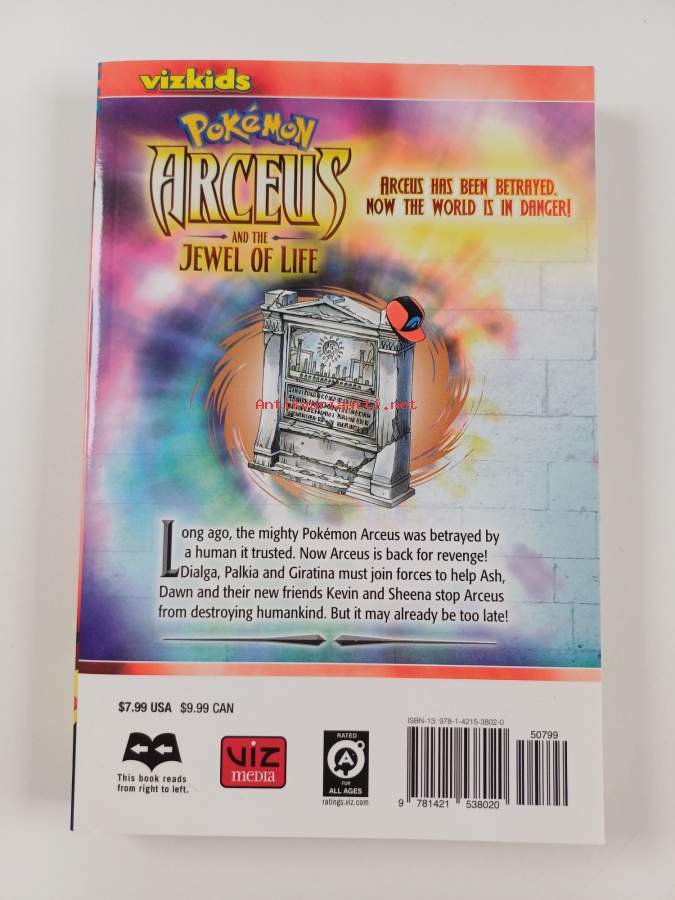 vizkids
POKéMON
ARCEUS
AND THE
JEWEL OF LIFE
ARCEUS HAS BEEN BETRAYED.
NOW THE WORLD IS IN DANGER!
Antikvariaatti.net
Long ago, the mighty Pokémon Arceus was betrayed by
a human it trusted. Now Arceus is back for revenge!
Dialga, Palkia and Giratina must join forces to help Ash,
Dawn and their new friends Kevin and Sheena stop Arceus
from destroying humankind. But it may already be too late!
$7.99 USA $9.99 CAN
This book reads
from right to left.
VIZ
MEDIA
RATED
A
FOR
ALL AGES
ratings.viz.com
ISBN-13: 978-1-4215-3802-0
50799
9 781421 538020